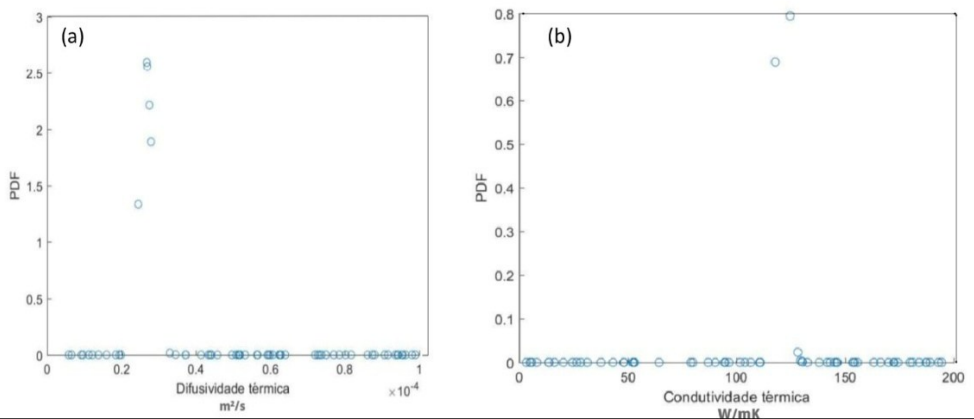 (a)
3
2.5
2
1.5
1
0.5
0
PDF
0 0.2 0.4 0.6 0.8 1
×10⁻⁴
Difusividade térmica
m²/s
(b)
0.8
0.7
0.6
0.5
0.4
0.3
0.2
0.1
0
PDF
0 50 100 150 200
Condutividade térmica
W/mK